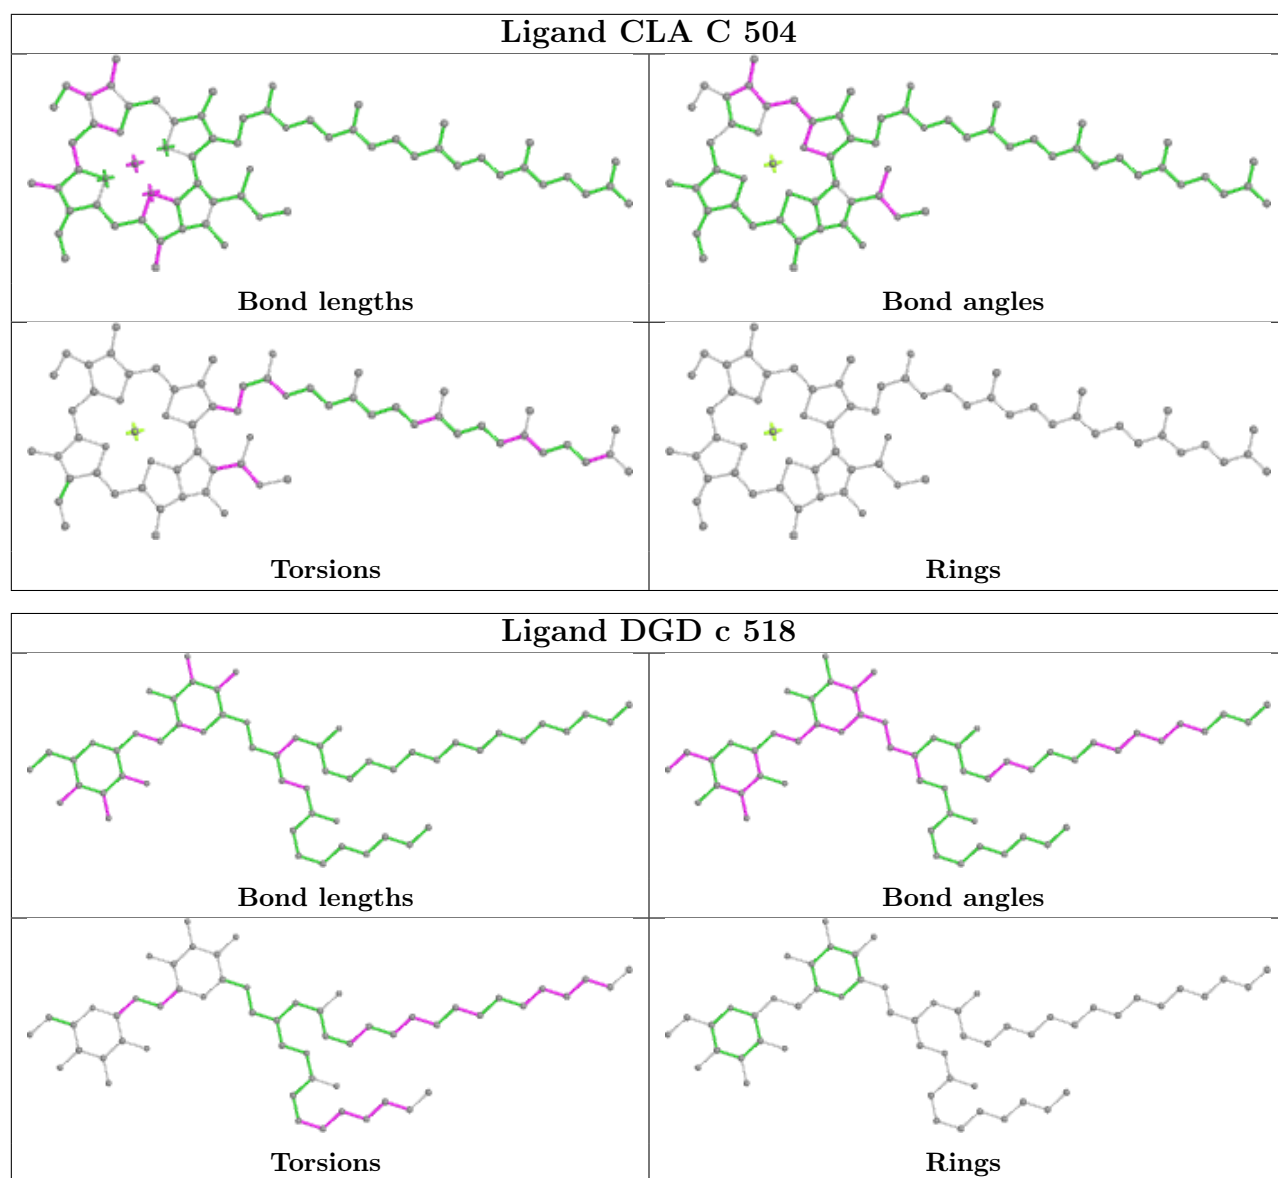 Ligand CLA C 504
Bond lengths
Bond angles
Torsions
Rings
Ligand DGD c 518
Bond lengths
Bond angles
Torsions
Rings